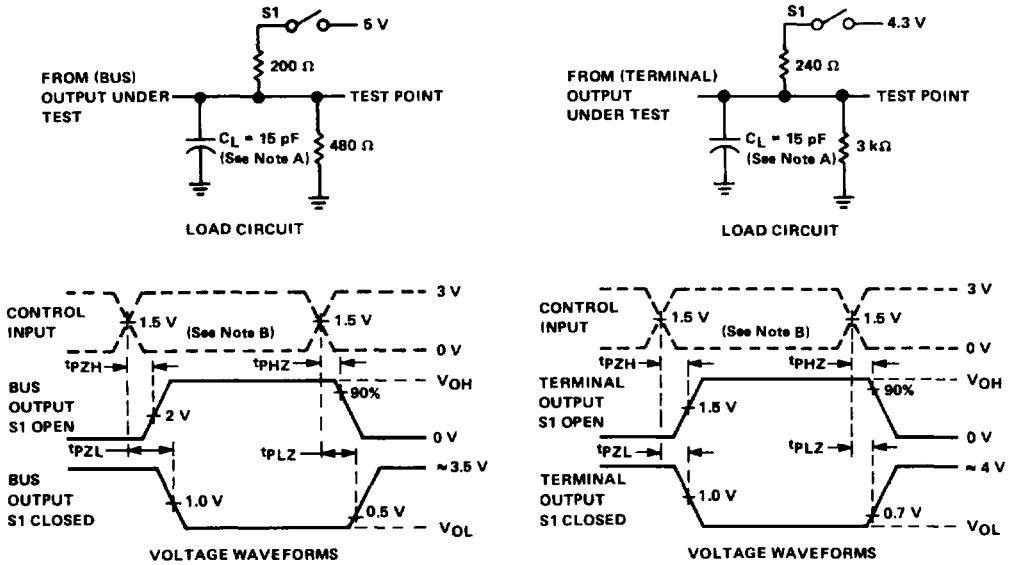 S1
5 V
200 Ω
FROM (BUS)
OUTPUT UNDER
TEST
TEST POINT
CL = 15 pF
(See Note A)
480 Ω
LOAD CIRCUIT
S1
4.3 V
240 Ω
FROM (TERMINAL)
OUTPUT
UNDER TEST
TEST POINT
CL = 15 pF
(See Note A)
3 kΩ
LOAD CIRCUIT
CONTROL
INPUT
1.5 V
(See Note B)
1.5 V
3 V
0 V
tPZH
tPHZ
BUS
OUTPUT
S1 OPEN
2 V
90%
VOH
0 V
tPZL
tPLZ
BUS
OUTPUT
S1 CLOSED
1.0 V
0.5 V
≈3.5 V
VOL
VOLTAGE WAVEFORMS
CONTROL
INPUT
1.5 V
(See Note B)
1.5 V
3 V
0 V
tPZH
tPHZ
TERMINAL
OUTPUT
S1 OPEN
1.5 V
90%
VOH
0 V
tPZL
tPLZ
TERMINAL
OUTPUT
S1 CLOSED
1.0 V
0.7 V
≈4 V
VOL
VOLTAGE WAVEFORMS